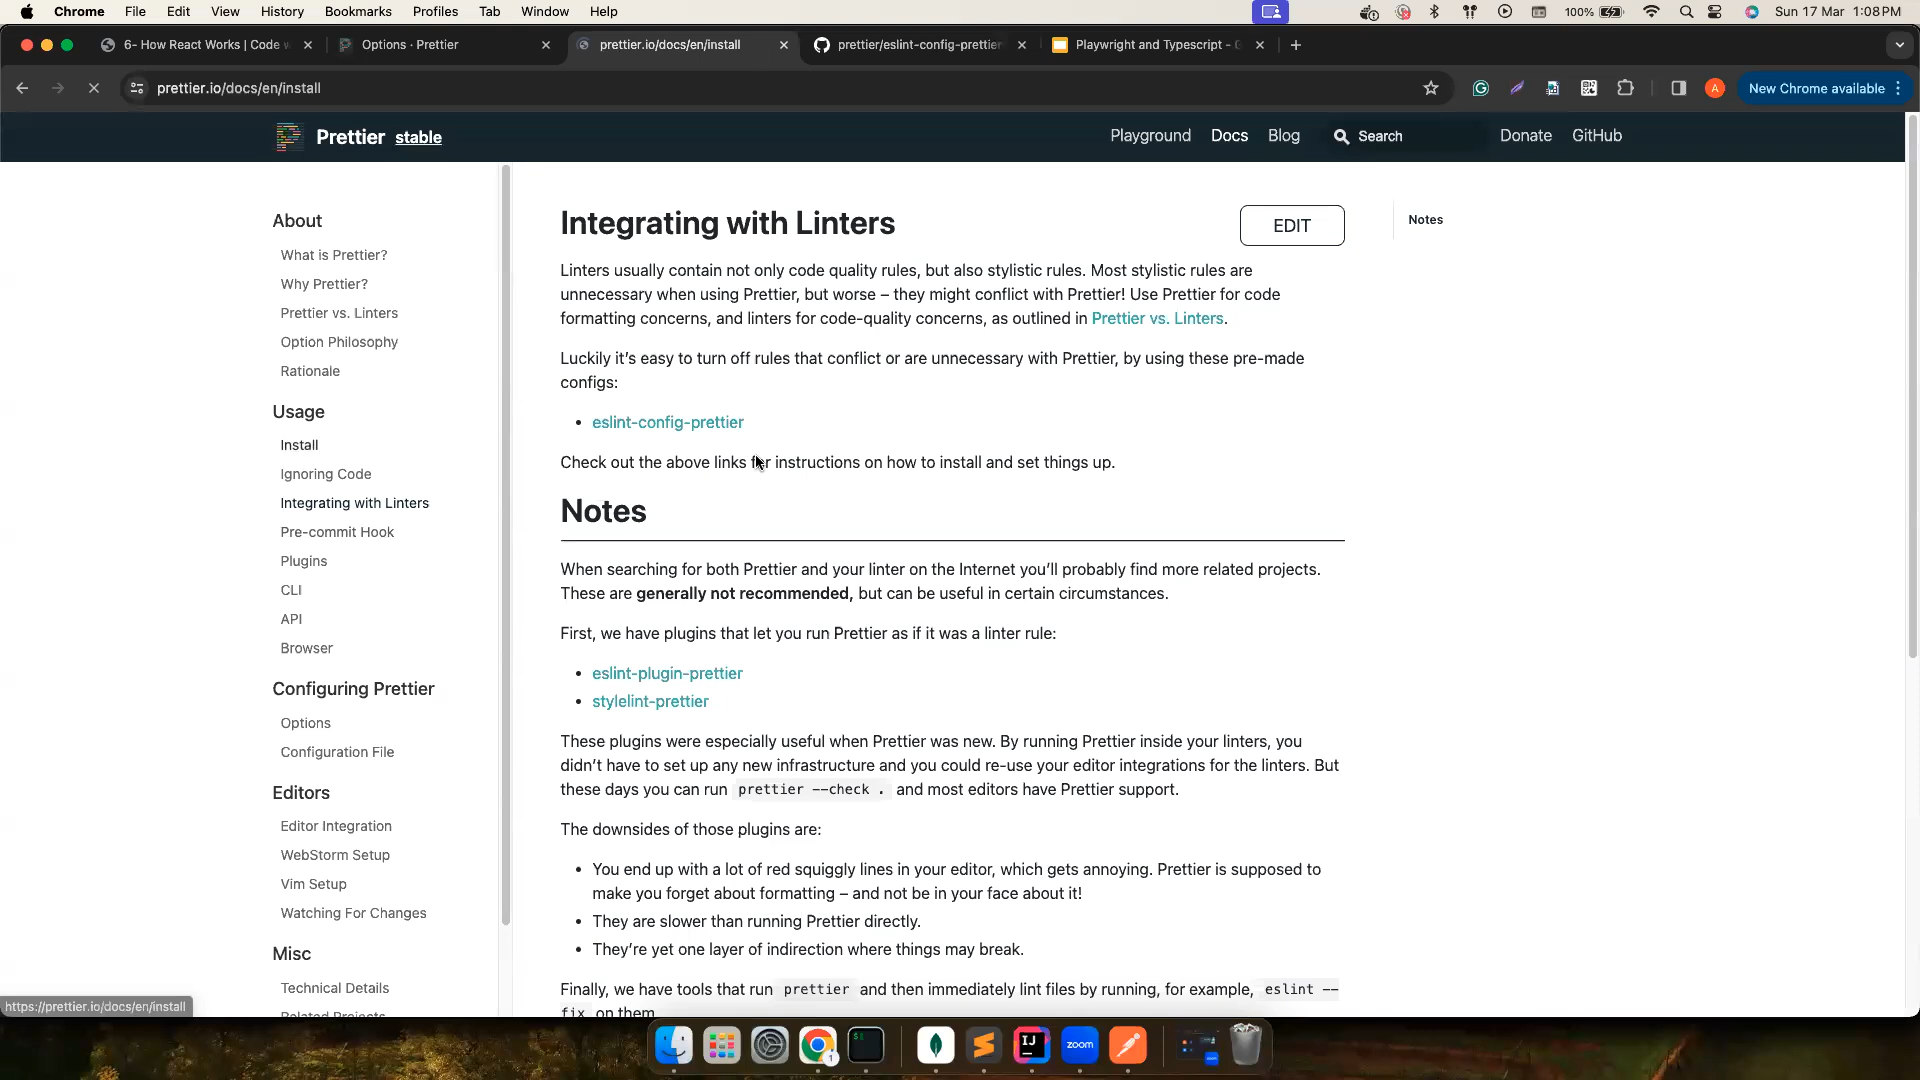 Chrome File Edit View History Bookmarks Profiles Tab Window Help 100% Sun 17 Mar 1:08PM
6- How React Works | Code
Options · Prettier
prettier.io/docs/en/install
prettier/eslint-config-prettier
Playwright and Typescript -
prettier.io/docs/en/install
A
New Chrome available
Prettier stable
Playground Docs Blog Search Donate GitHub
About
What is Prettier?
Why Prettier?
Prettier vs. Linters
Option Philosophy
Rationale
Usage
Install
Ignoring Code
Integrating with Linters
Pre-commit Hook
Plugins
CLI
API
Browser
Configuring Prettier
Options
Configuration File
Editors
Editor Integration
WebStorm Setup
Vim Setup
Watching For Changes
Misc
Technical Details
Related Projects
Integrating with Linters
EDIT
Linters usually contain not only code quality rules, but also stylistic rules. Most stylistic rules are
unnecessary when using Prettier, but worse – they might conflict with Prettier! Use Prettier for code
formatting concerns, and linters for code-quality concerns, as outlined in Prettier vs. Linters.
Luckily it’s easy to turn off rules that conflict or are unnecessary with Prettier, by using these pre-made
configs:
• eslint-config-prettier
Check out the above links for instructions on how to install and set things up.
Notes
When searching for both Prettier and your linter on the Internet you’ll probably find more related projects.
These are generally not recommended, but can be useful in certain circumstances.
First, we have plugins that let you run Prettier as if it was a linter rule:
• eslint-plugin-prettier
• stylelint-prettier
These plugins were especially useful when Prettier was new. By running Prettier inside your linters, you
didn’t have to set up any new infrastructure and you could re-use your editor integrations for the linters. But
these days you can run prettier --check . and most editors have Prettier support.
The downsides of those plugins are:
• You end up with a lot of red squiggly lines in your editor, which gets annoying. Prettier is supposed to
make you forget about formatting – and not be in your face about it!
• They are slower than running Prettier directly.
• They’re yet one layer of indirection where things may break.
Finally, we have tools that run prettier and then immediately lint files by running, for example, eslint --
fix on them
Notes
https://prettier.io/docs/en/install
1
IJ
zoom